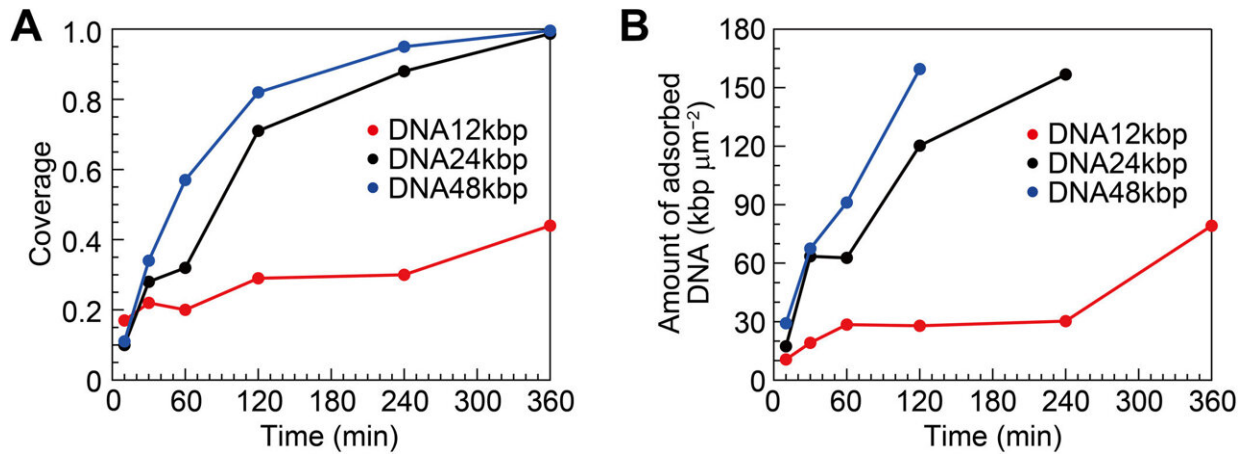 A
1.0
0.8
0.6
0.4
0.2
0
Coverage
DNA12kbp
DNA24kbp
DNA48kbp
0 60 120 180 240 300 360
Time (min)
B
180
150
120
90
60
30
0
Amount of adsorbed
DNA (kbp μm⁻²)
DNA12kbp
DNA24kbp
DNA48kbp
0 60 120 180 240 300 360
Time (min)